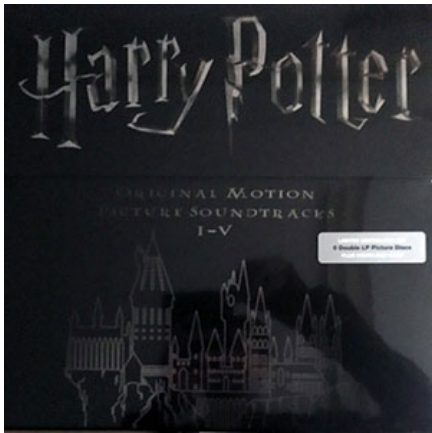 Harry Potter
Original Motion
Picture Soundtracks
I–V
5 Double LP Picture Discs